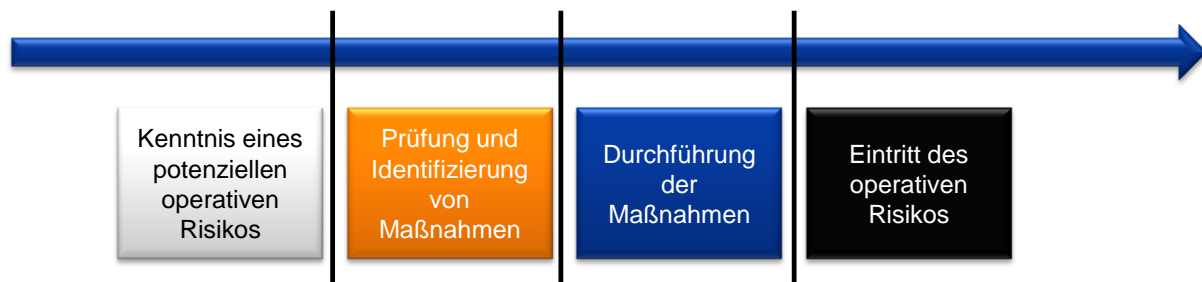 Kenntnis eines
potenziellen
operativen
Risikos
Prüfung und
Identifizierung
von
Maßnahmen
Durchführung
der
Maßnahmen
Eintritt des
operativen
Risikos